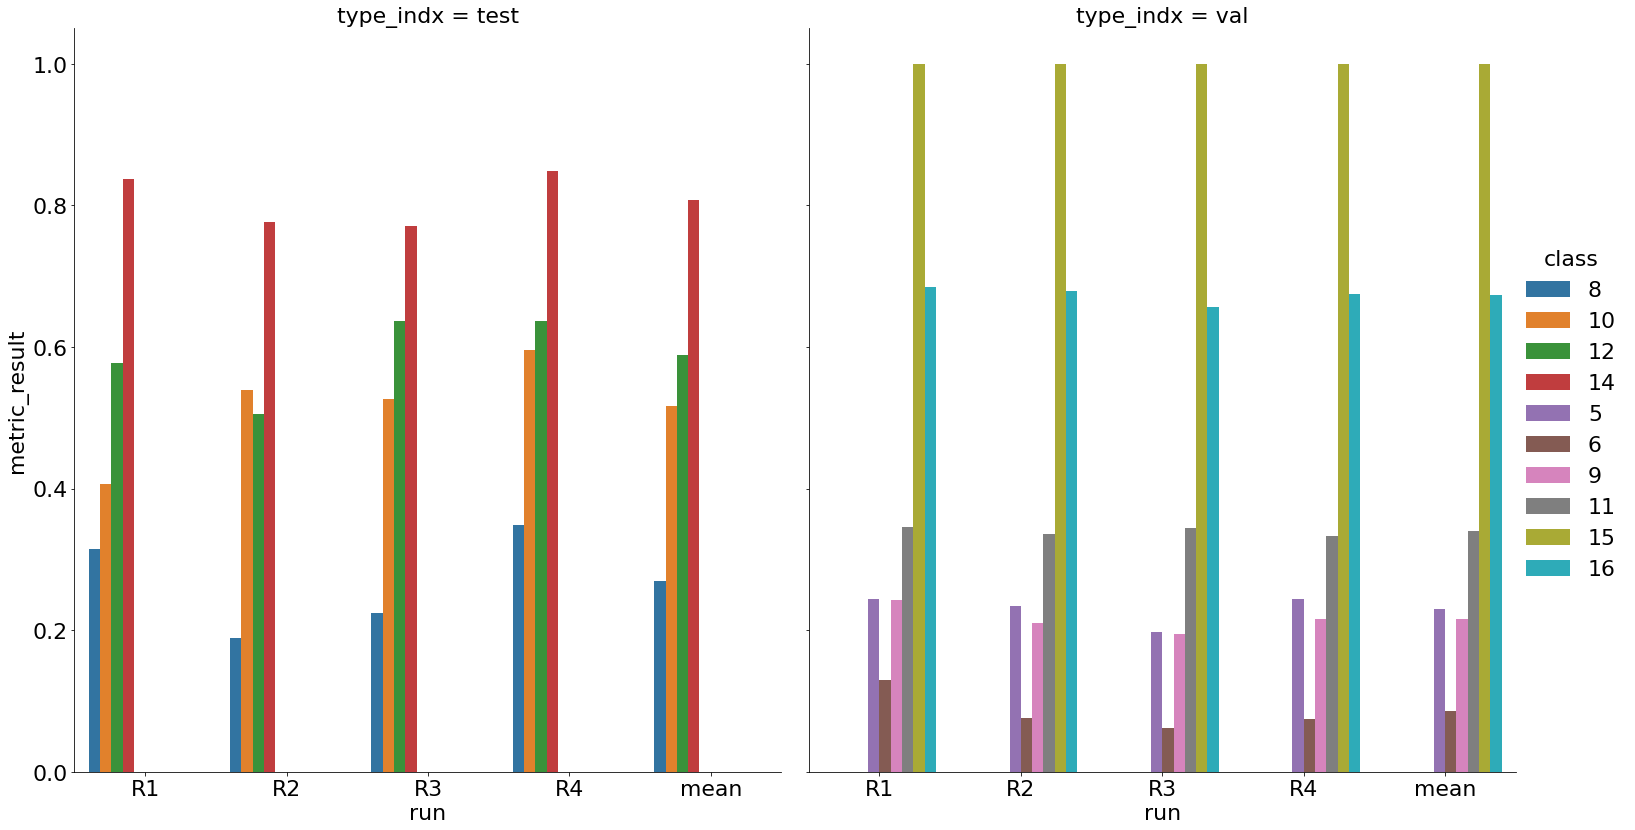 type_indx = test
type_indx = val
metric_result
1.0
0.8
0.6
0.4
0.2
0.0
R1 R2 R3 R4 mean
run
R1 R2 R3 R4 mean
run
class
8
10
12
14
5
6
9
11
15
16